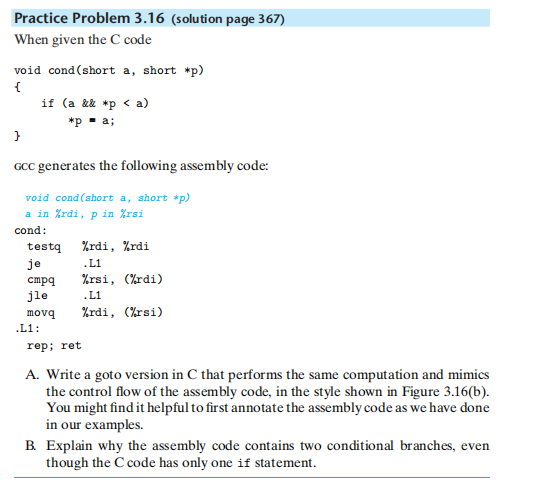 Practice Problem 3.16 (solution page 367)
When given the C code
void cond(short a, short *p)
{
    if (a && *p < a)
        *p = a;
}
GCC generates the following assembly code:
void cond(short a, short *p)
a in %rdi, p in %rsi
cond:
  testq   %rdi, %rdi
  je      .L1
  cmpq    %rsi, (%rdi)
  jle     .L1
  movq    %rdi, (%rsi)
.L1:
  rep; ret
A. Write a goto version in C that performs the same computation and mimics
the control flow of the assembly code, in the style shown in Figure 3.16(b).
You might find it helpful to first annotate the assembly code as we have done
in our examples.
B. Explain why the assembly code contains two conditional branches, even
though the C code has only one if statement.